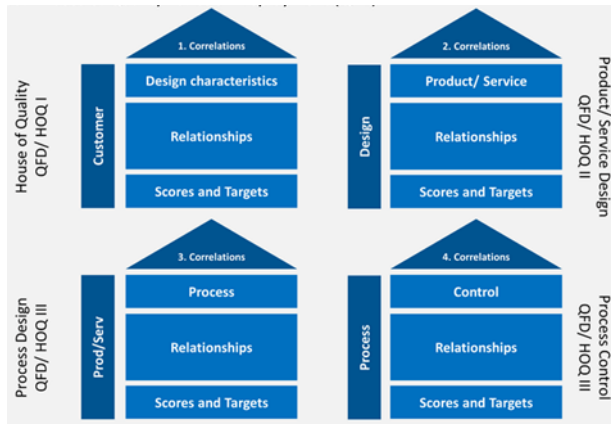 1. Correlations
Design characteristics
Relationships
Scores and Targets
Customer
House of Quality
QFD/ HOQ I
2. Correlations
Product/ Service
Relationships
Scores and Targets
Design
Product/ Service Design
QFD/ HOQ II
3. Correlations
Process
Relationships
Scores and Targets
Prod/Serv
Process Design
QFD/ HOQ III
4. Correlations
Control
Relationships
Scores and Targets
Process
Process Control
QFD/ HOQ III